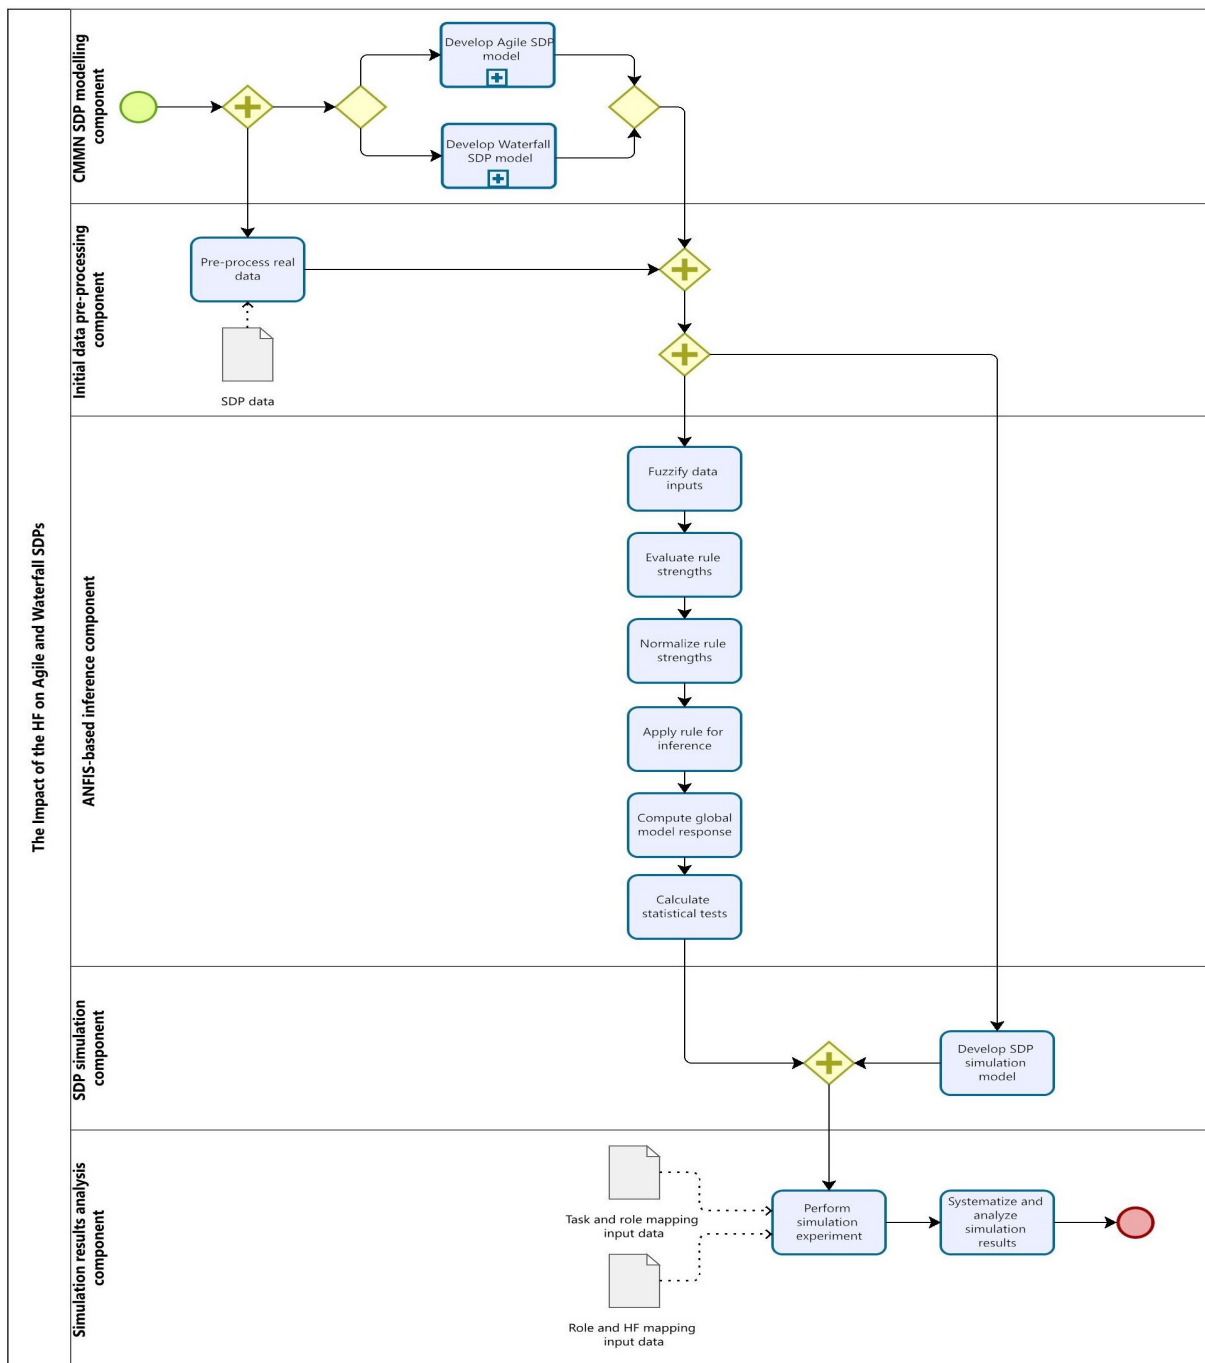 The Impact of the HF on Agile and Waterfall SDPs
CMMN SDP modelling
component
Develop Agile SDP
model
Develop Waterfall
SDP model
Initial data pre-processing
component
Pre-process real
data
SDP data
ANFIS-based inference component
Fuzzify data
inputs
Evaluate rule
strengths
Normalize rule
strengths
Apply rule for
inference
Compute global
model response
Calculate
statistical tests
SDP simulation
component
Develop SDP
simulation
model
Simulation results analysis
component
Task and role mapping
input data
Role and HF mapping
input data
Perform
simulation
experiment
Systematize and
analyze
simulation
results